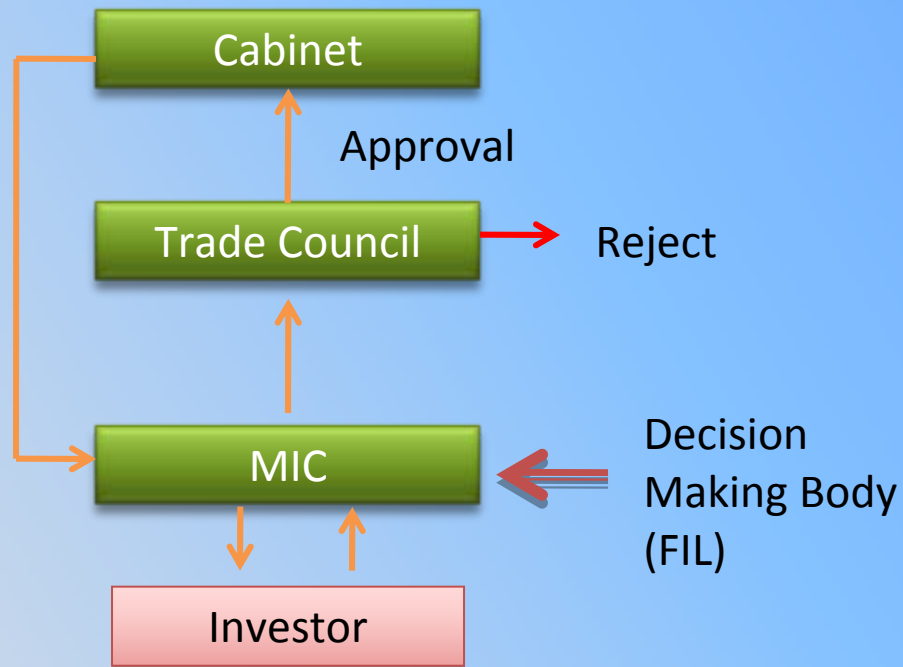 Cabinet
Approval
Trade Council
Reject
MIC
Decision
Making Body
(FIL)
Investor